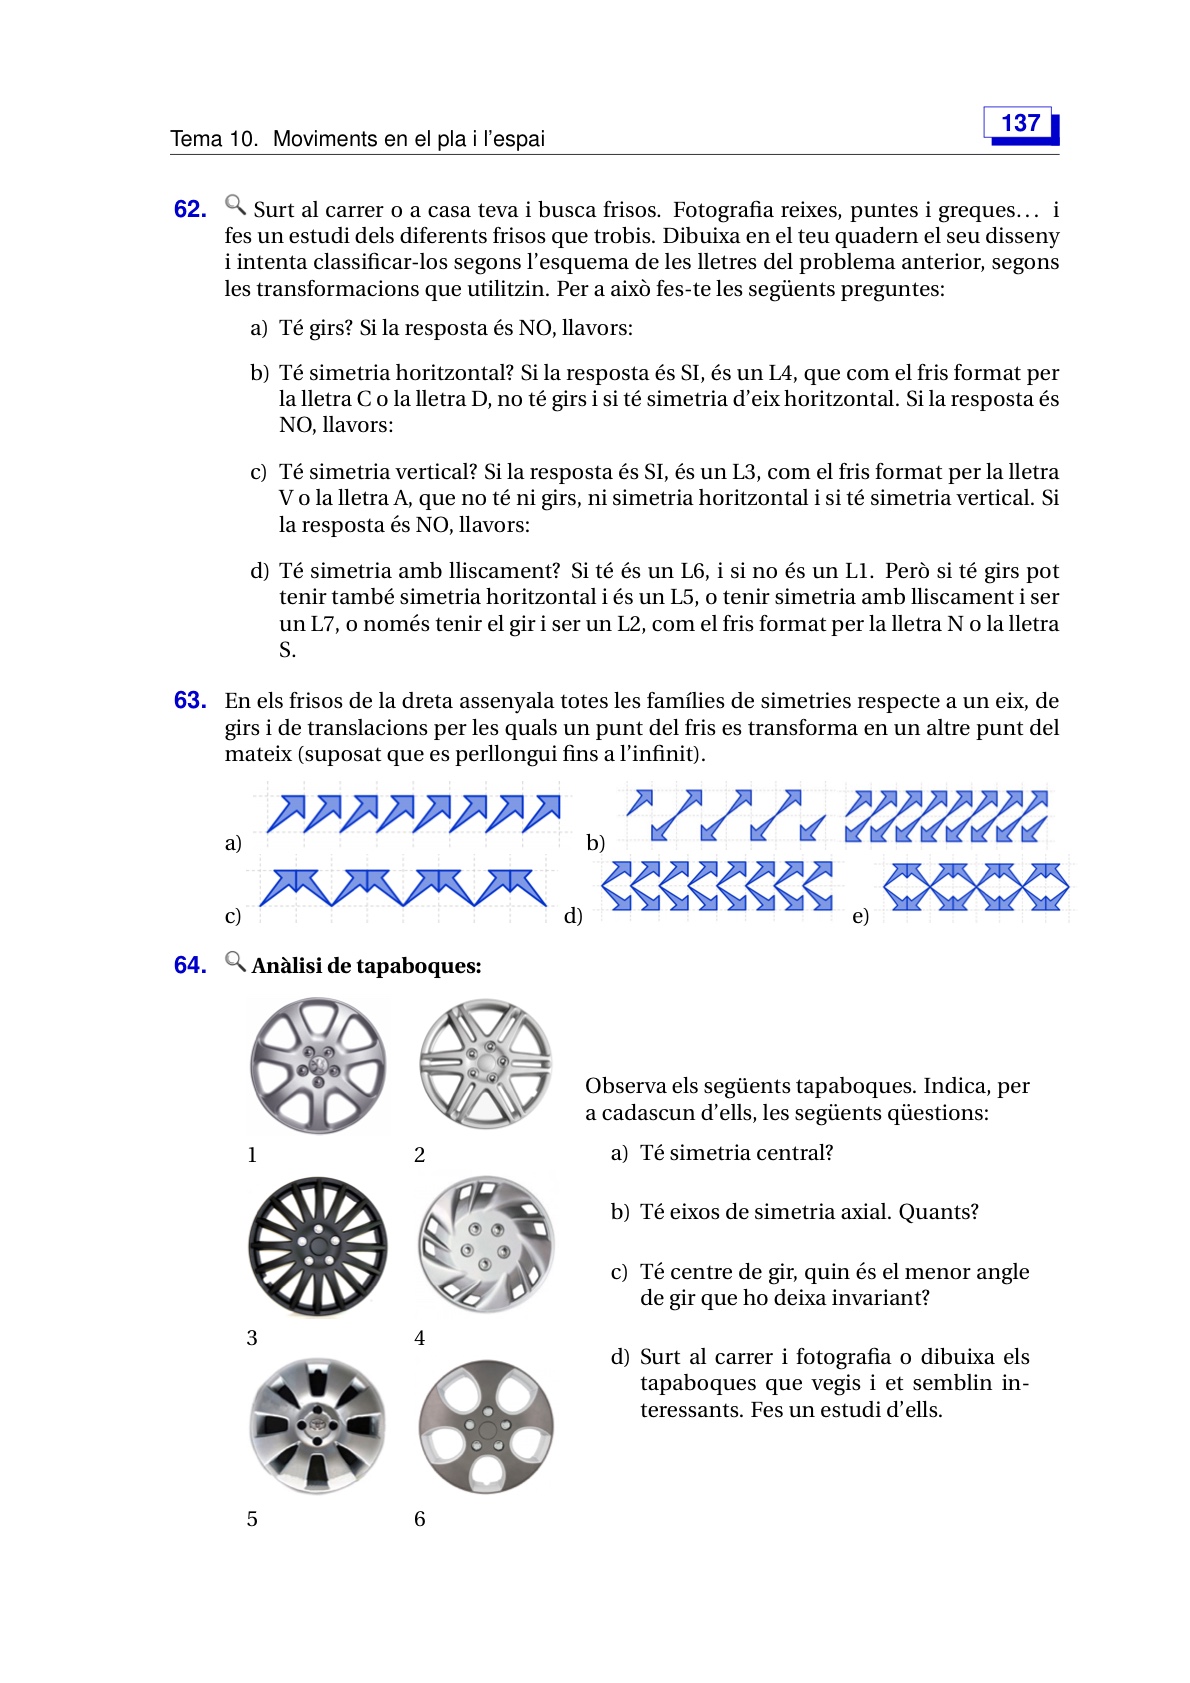 Tema 10. Moviments en el pla i l'espai
137
62. Surt al carrer o a casa teva i busca frisos. Fotografia reixes, puntes i greques... i
fes un estudi dels diferents frisos que trobis. Dibuixa en el teu quadern el seu disseny
i intenta classificar-los segons l'esquema de les lletres del problema anterior, segons
les transformacions que utilitzin. Per a això fes-te les següents preguntes:
a) Té girs? Si la resposta és NO, llavors:
b) Té simetria horitzontal? Si la resposta és SI, és un L4, que com el fris format per
la lletra C o la lletra D, no té girs i si té simetria d'eix horitzontal. Si la resposta és
NO, llavors:
c) Té simetria vertical? Si la resposta és SI, és un L3, com el fris format per la lletra
V o la lletra A, que no té ni girs, ni simetria horitzontal i si té simetria vertical. Si
la resposta és NO, llavors:
d) Té simetria amb lliscament? Si té és un L6, i si no és un L1. Però si té girs pot
tenir també simetria horitzontal i és un L5, o tenir simetria amb lliscament i ser
un L7, o només tenir el gir i ser un L2, com el fris format per la lletra N o la lletra
S.
63. En els frisos de la dreta assenyala totes les famílies de simetries respecte a un eix, de
girs i de translacions per les quals un punt del fris es transforma en un altre punt del
mateix (suposat que es perllongui fins a l'infinit).
a)
b)
c)
d)
e)
64. Anàlisi de tapaboques:
1
2
3
4
5
6
Observa els següents tapaboques. Indica, per
a cadascun d'ells, les següents qüestions:
a) Té simetria central?
b) Té eixos de simetria axial. Quants?
c) Té centre de gir, quin és el menor angle
de gir que ho deixa invariant?
d) Surt al carrer i fotografia o dibuixa els
tapaboques que vegis i et semblin in-
teressants. Fes un estudi d'ells.